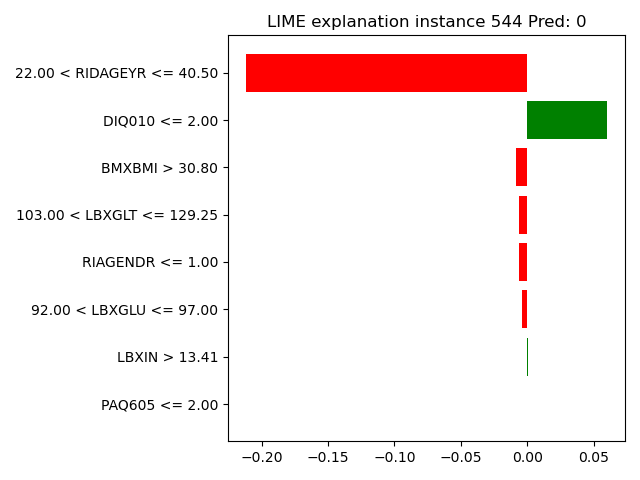 LIME explanation instance 544 Pred: 0
22.00 < RIDAGEYR <= 40.50
DIQ010 <= 2.00
BMXBMI > 30.80
103.00 < LBXGLT <= 129.25
RIAGENDR <= 1.00
92.00 < LBXGLU <= 97.00
LBXIN > 13.41
PAQ605 <= 2.00
−0.20 −0.15 −0.10 −0.05 0.00 0.05